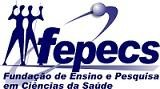 fepecs
Fundação de Ensino e Pesquisa
em Ciências da Saúde